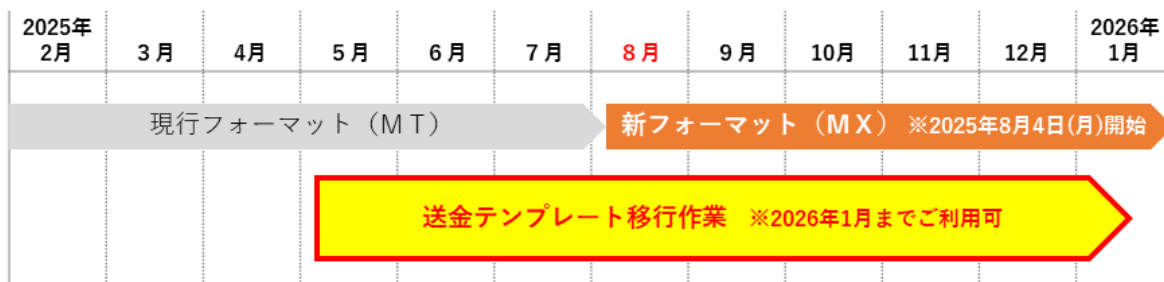 2025年 2026年
2月 3月 4月 5月 6月 7月 8月 9月 10月 11月 12月 1月
現行フォーマット（ＭＴ） 新フォーマット（ＭＸ） ※2025年8月4日(月)開始
送金テンプレート移行作業 ※2026年1月までご利用可